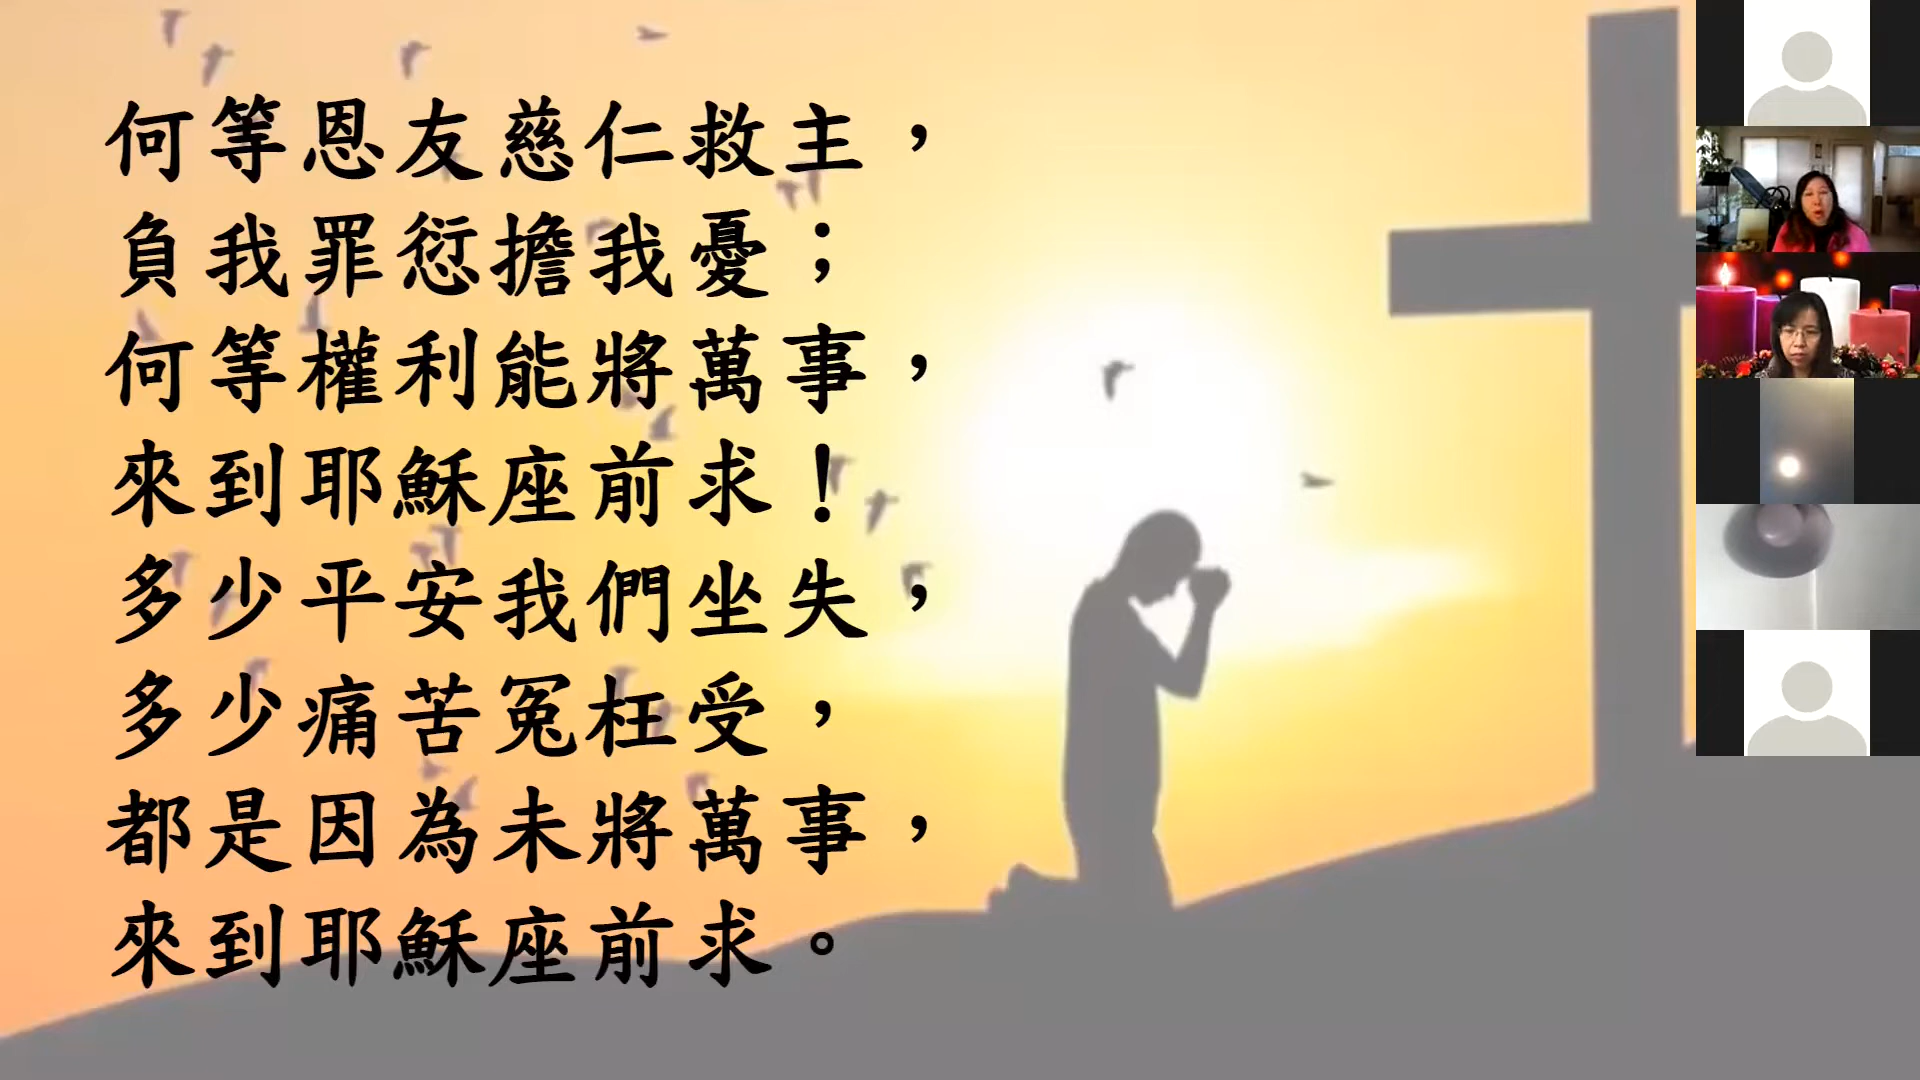 何等恩友慈仁救主，
負我罪愆擔我憂；
何等權利能將萬事，
來到耶穌座前求！
多少平安我們坐失，
多少痛苦冤枉受，
都是因為未將萬事，
來到耶穌座前求。